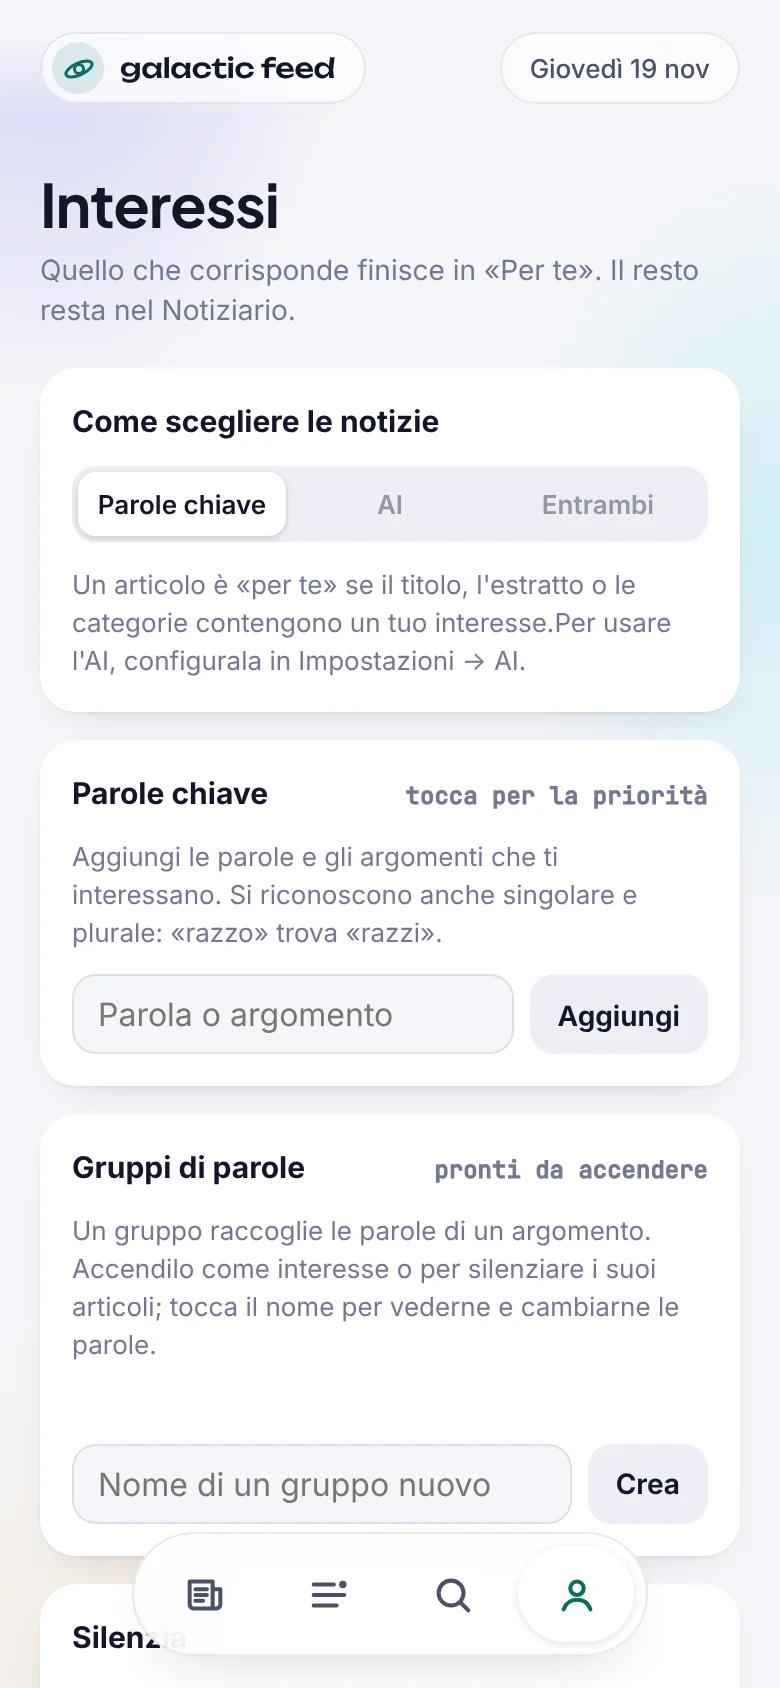 galactic feed
Giovedì 19 nov
Interessi
Quello che corrisponde finisce in «Per te». Il resto
resta nel Notiziario.
Come scegliere le notizie
Parole chiave
AI
Entrambi
Un articolo è «per te» se il titolo, l'estratto o le
categorie contengono un tuo interesse.Per usare
l'AI, configurala in Impostazioni → AI.
Parole chiave
tocca per la priorità
Aggiungi le parole e gli argomenti che ti
interessano. Si riconoscono anche singolare e
plurale: «razzo» trova «razzi».
Parola o argomento
Aggiungi
Gruppi di parole
pronti da accendere
Un gruppo raccoglie le parole di un argomento.
Accendilo come interesse o per silenziare i suoi
articoli; tocca il nome per vederne e cambiarne le
parole.
Nome di un gruppo nuovo
Crea
Silenzia